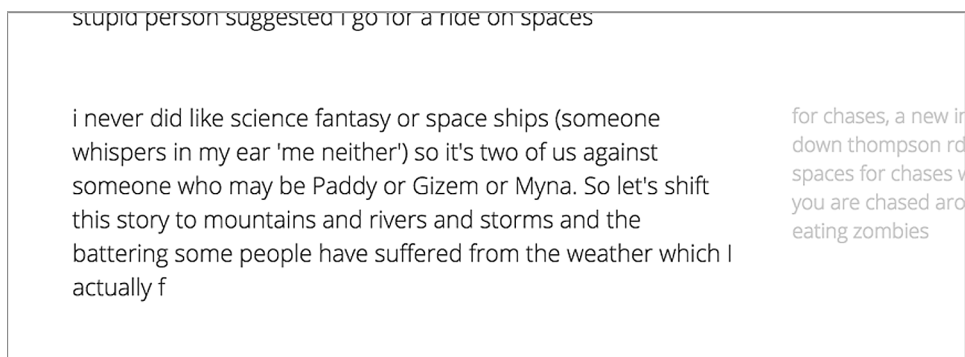 stupid person suggested i go for a ride on spaces
i never did like science fantasy or space ships (someone
whispers in my ear 'me neither') so it's two of us against
someone who may be Paddy or Gizem or Myna. So let's shift
this story to mountains and rivers and storms and the
battering some people have suffered from the weather which I
actually f
for chases, a new
down thompson rd
spaces for chases
you are chased
eating zombies